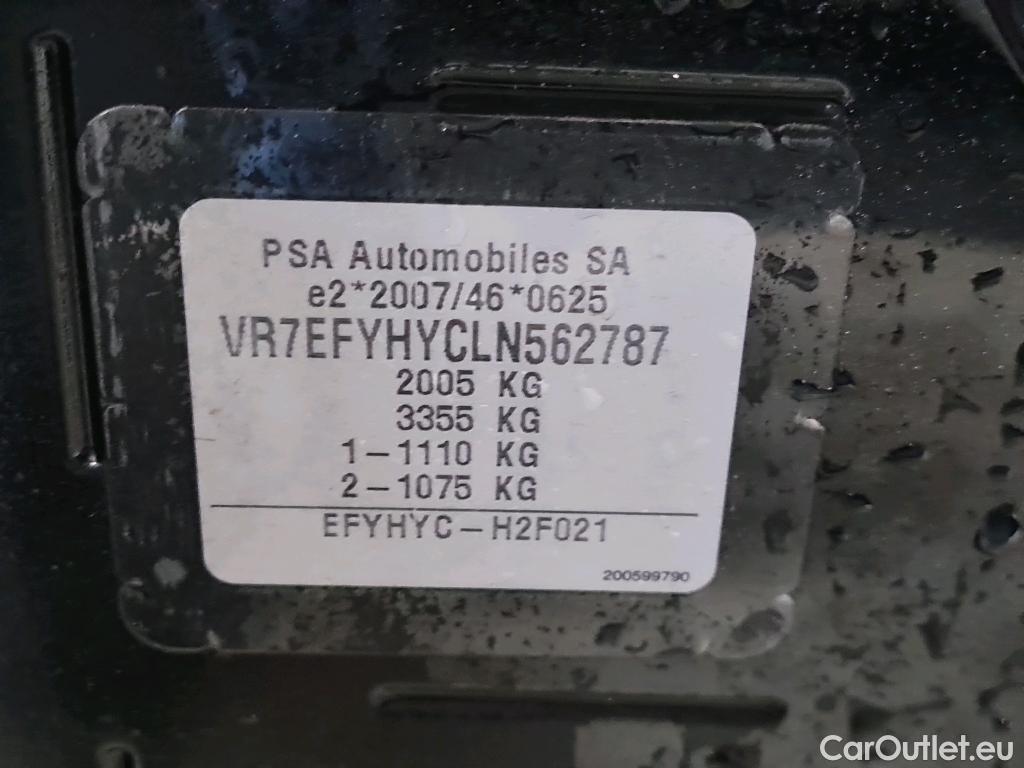 PSA Automobiles SA
e2*2007/46*0625
VR7EFYHYCLN562787
2005 KG
3355 KG
1-1110 KG
2-1075 KG
EFYHYC-H2F021
200599790
CarOutlet.eu